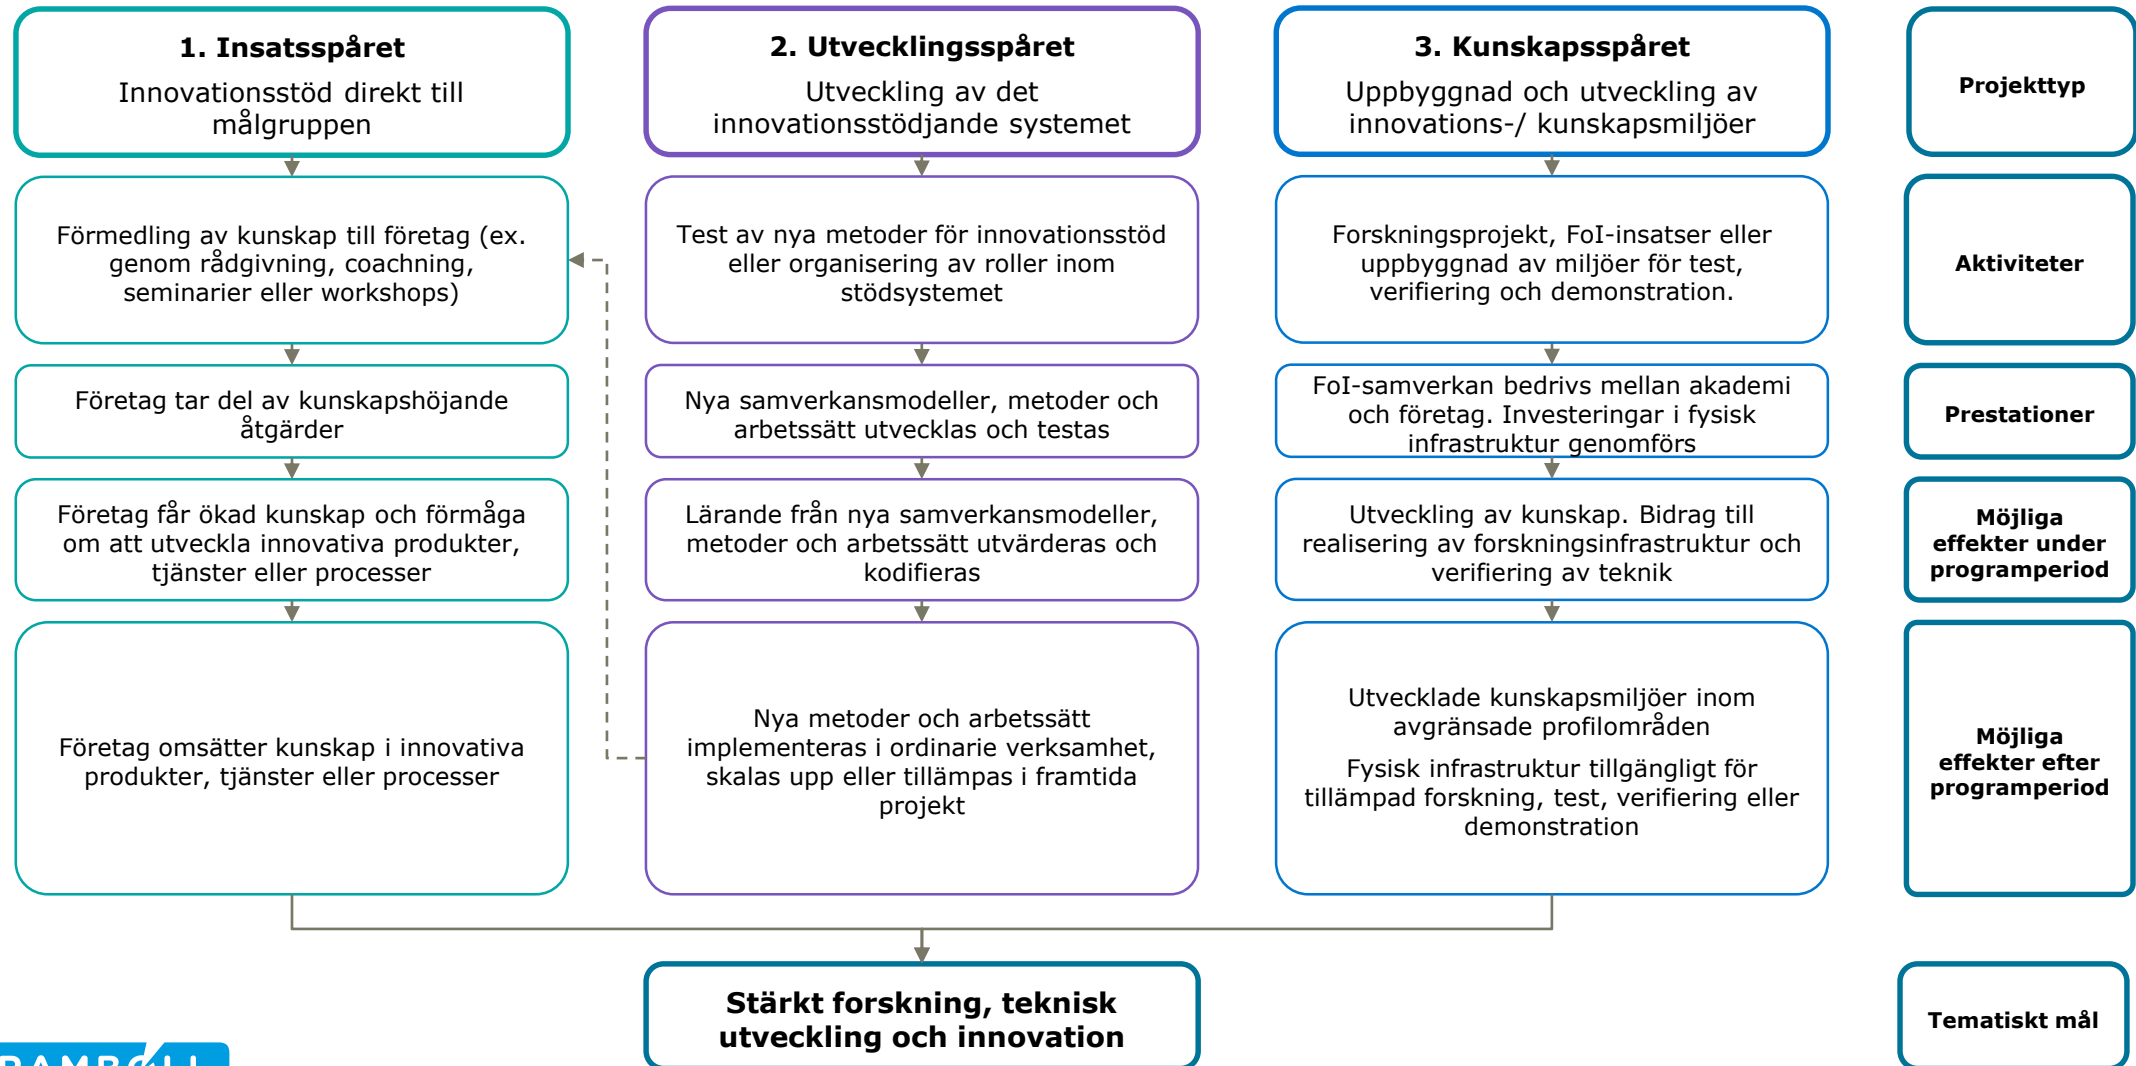 1. Insatsspåret
Innovationsstöd direkt till
målgruppen
2. Utvecklingsspåret
Utveckling av det
innovationsstödjande systemet
3. Kunskapsspåret
Uppbyggnad och utveckling av
innovations-/ kunskapsmiljöer
Projekttyp
Förmedling av kunskap till företag (ex.
genom rådgivning, coachning,
seminarier eller workshops)
Test av nya metoder för innovationsstöd
eller organisering av roller inom
stödsystemet
Forskningsprojekt, FoI-insatser eller
uppbyggnad av miljöer för test,
verifiering och demonstration.
Aktiviteter
Företag tar del av kunskapshöjande
åtgärder
Nya samverkansmodeller, metoder och
arbetssätt utvecklas och testas
FoI-samverkan bedrivs mellan akademi
och företag. Investeringar i fysisk
infrastruktur genomförs
Prestationer
Företag får ökad kunskap och förmåga
om att utveckla innovativa produkter,
tjänster eller processer
Lärande från nya samverkansmodeller,
metoder och arbetssätt utvärderas och
kodifieras
Utveckling av kunskap. Bidrag till
realisering av forskningsinfrastruktur och
verifiering av teknik
Möjliga
effekter under
programperiod
Företag omsätter kunskap i innovativa
produkter, tjänster eller processer
Nya metoder och arbetssätt
implementeras i ordinarie verksamhet,
skalas upp eller tillämpas i framtida
projekt
Utvecklade kunskapsmiljöer inom
avgränsade profilområden
Fysisk infrastruktur tillgängligt för
tillämpad forskning, test, verifiering eller
demonstration
Möjliga
effekter efter
programperiod
Stärkt forskning, teknisk
utveckling och innovation
Tematiskt mål
RAMBOLL